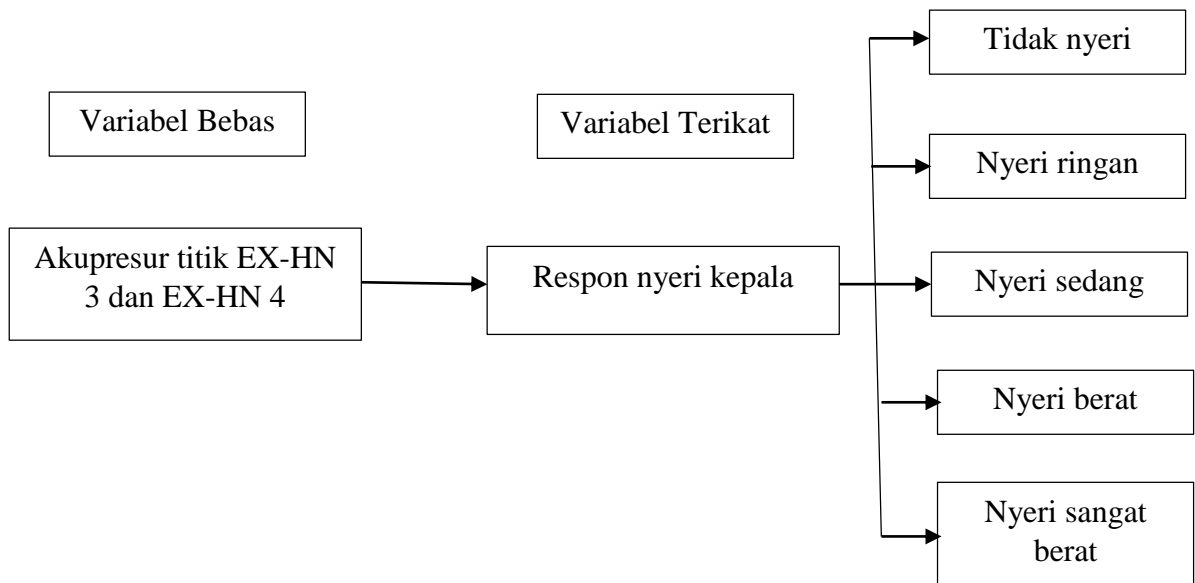 Variabel Bebas
Variabel Terikat
Akupresur titik EX-HN
3 dan EX-HN 4
Respon nyeri kepala
Tidak nyeri
Nyeri ringan
Nyeri sedang
Nyeri berat
Nyeri sangat
berat